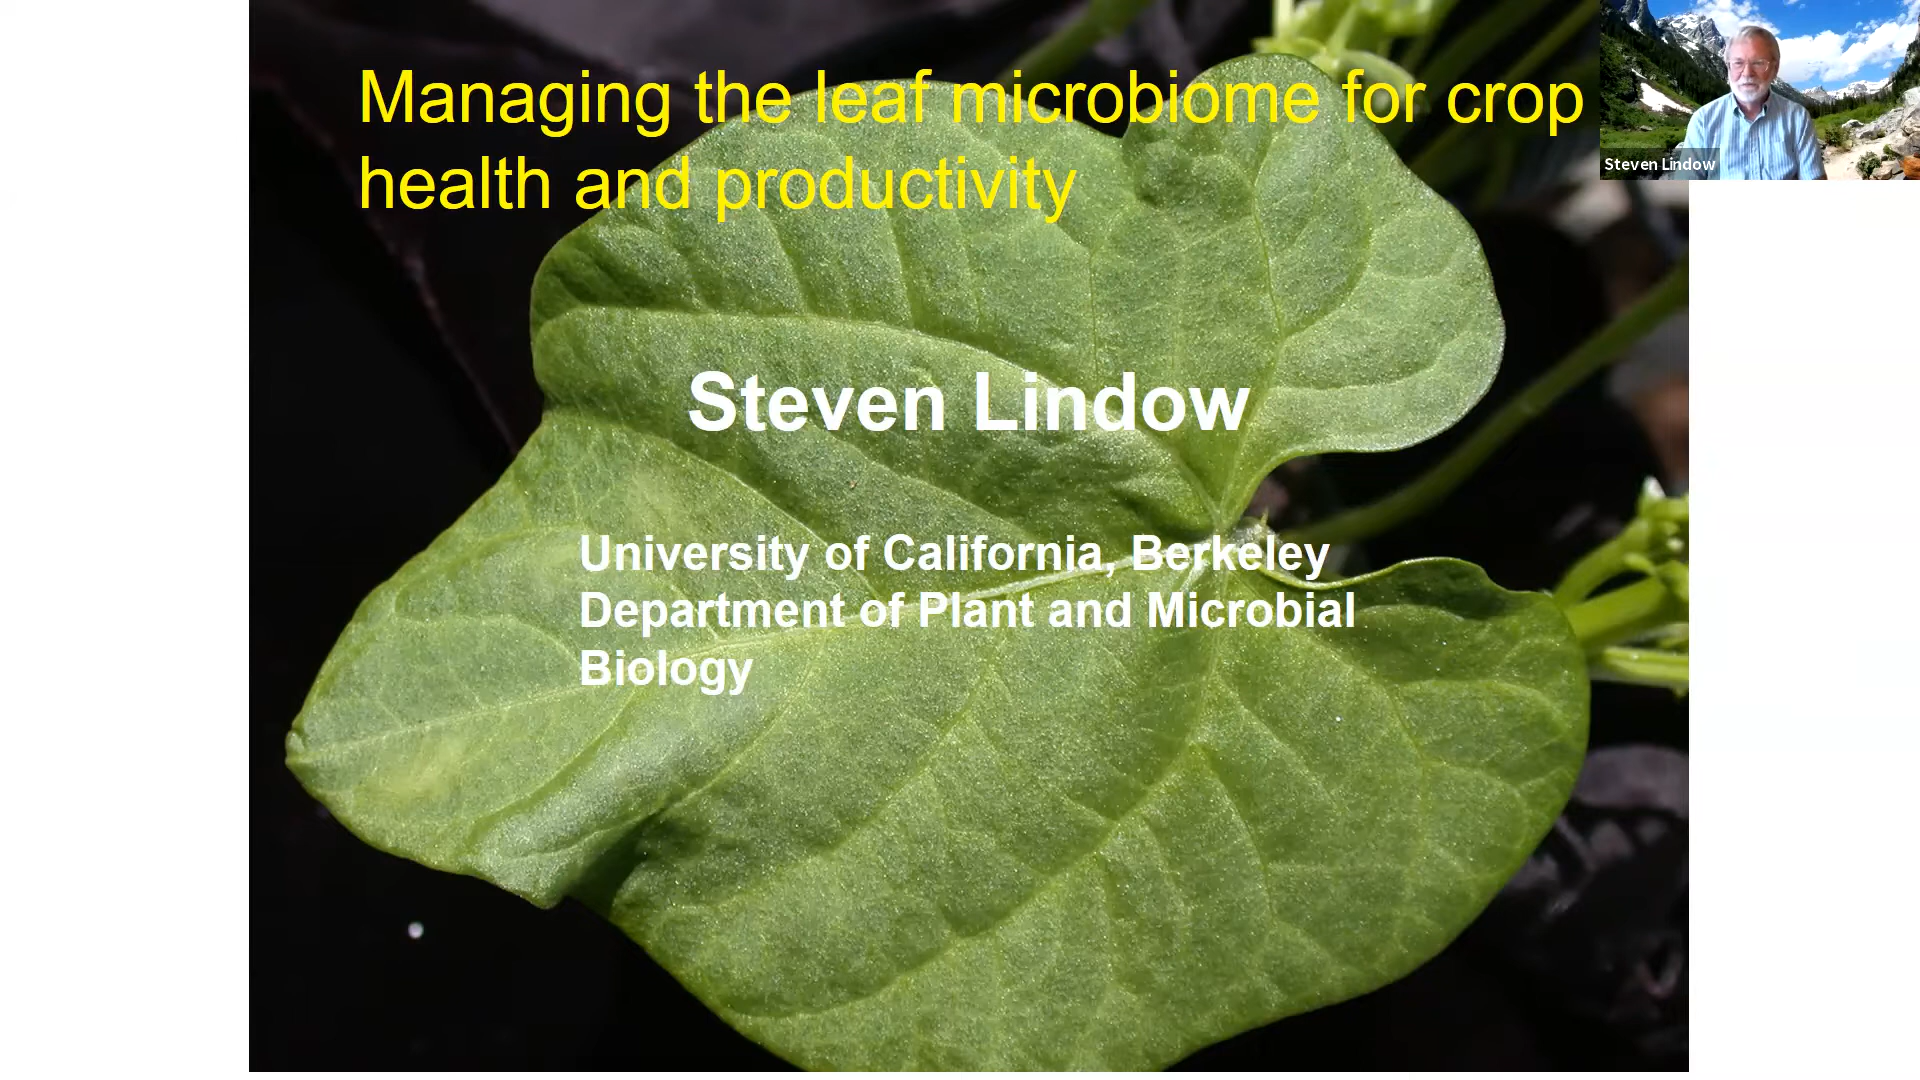 Managing the leaf microbiome for crop
health and productivity
Steven Lindow
Steven Lindow
University of California, Berkeley
Department of Plant and Microbial
Biology